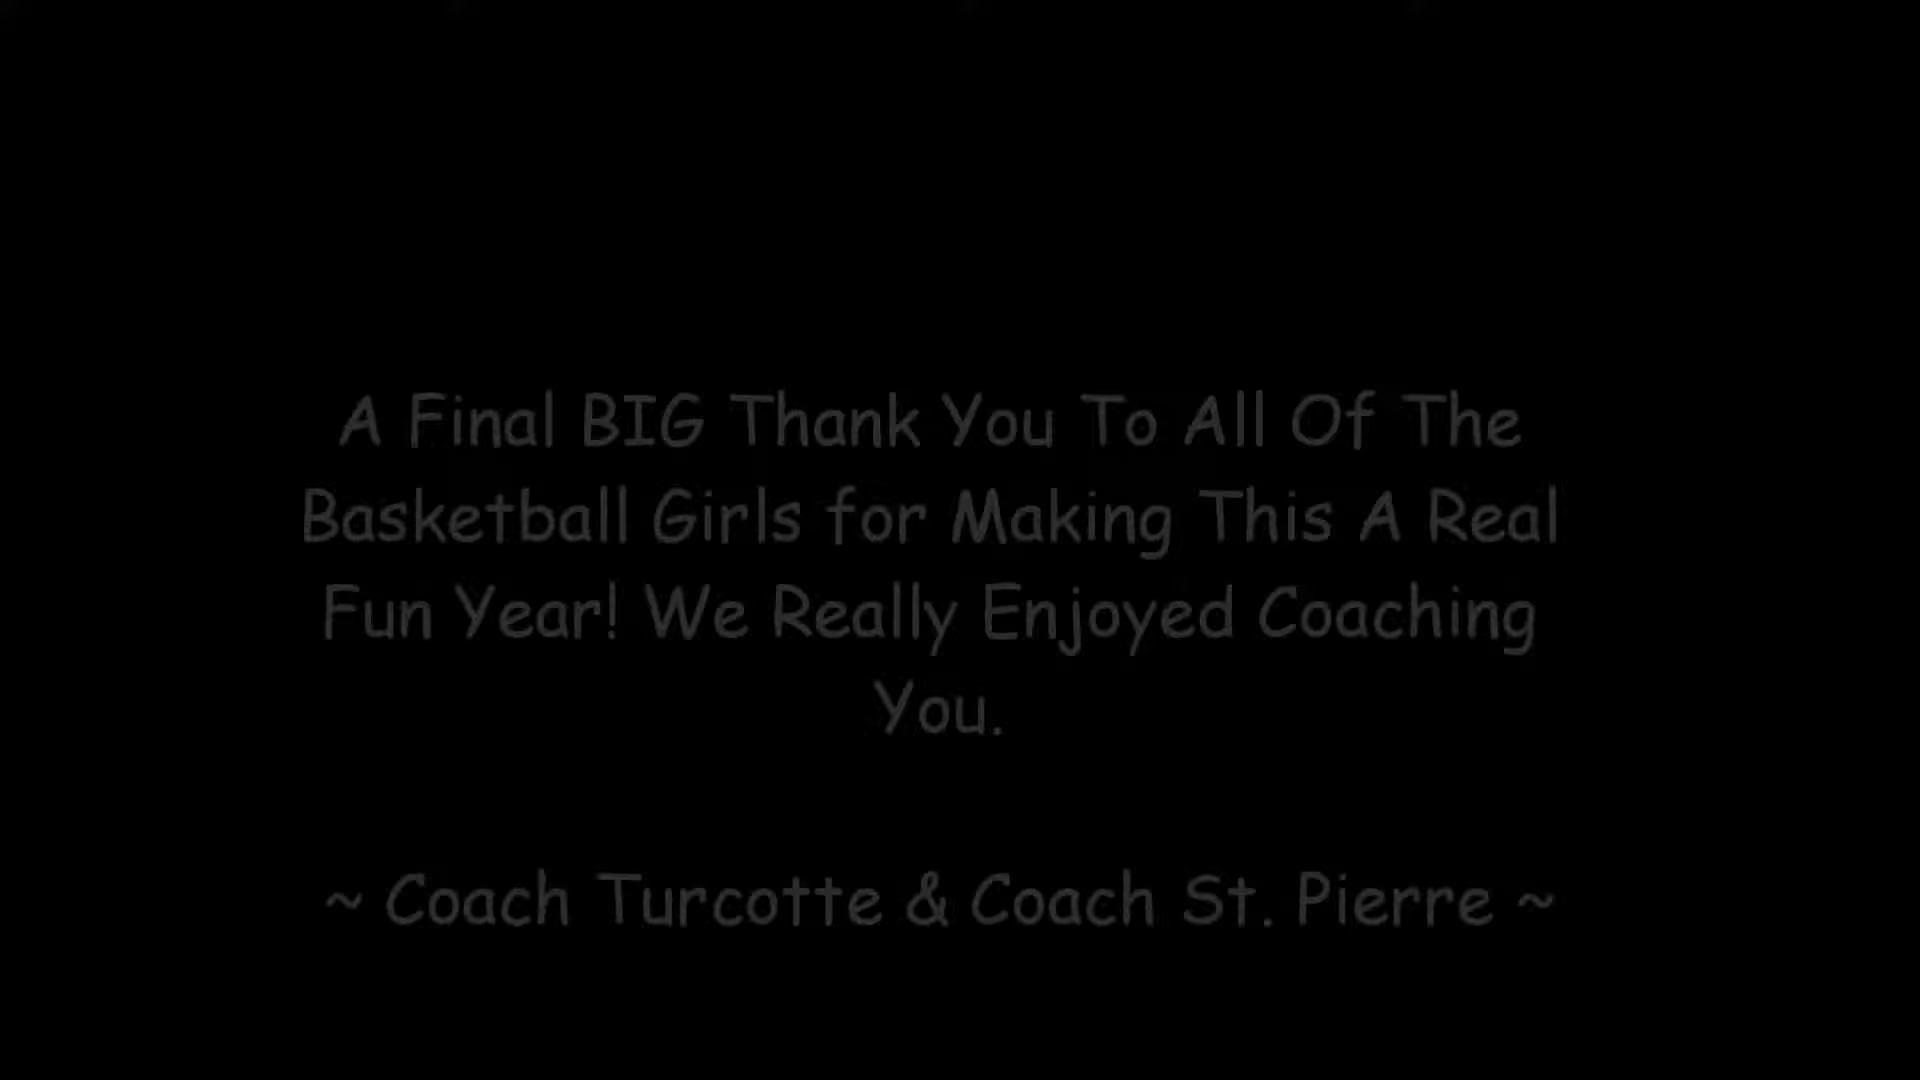 A Final BIG Thank You To All Of The
Basketball Girls for Making This A Real
Fun Year! We Really Enjoyed Coaching
You.
~ Coach Turcotte & Coach St. Pierre ~